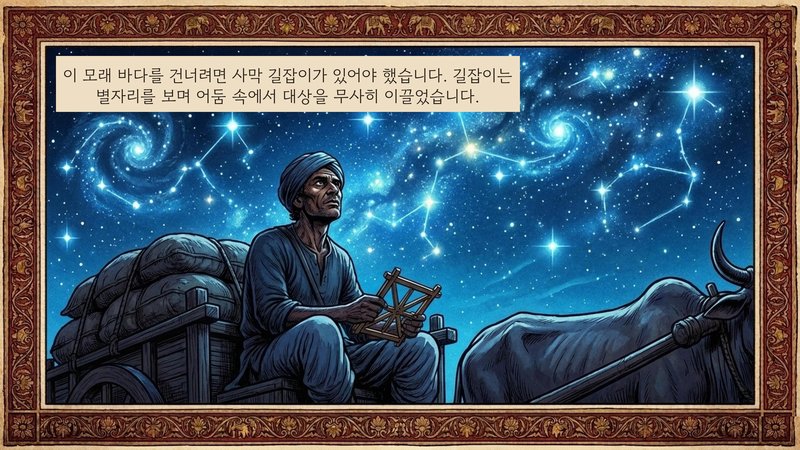 이 모래 바다를 건너려면 사막 길잡이가 있어야 했습니다. 길잡이는
별자리를 보며 어둠 속에서 대상을 무사히 이끌었습니다.